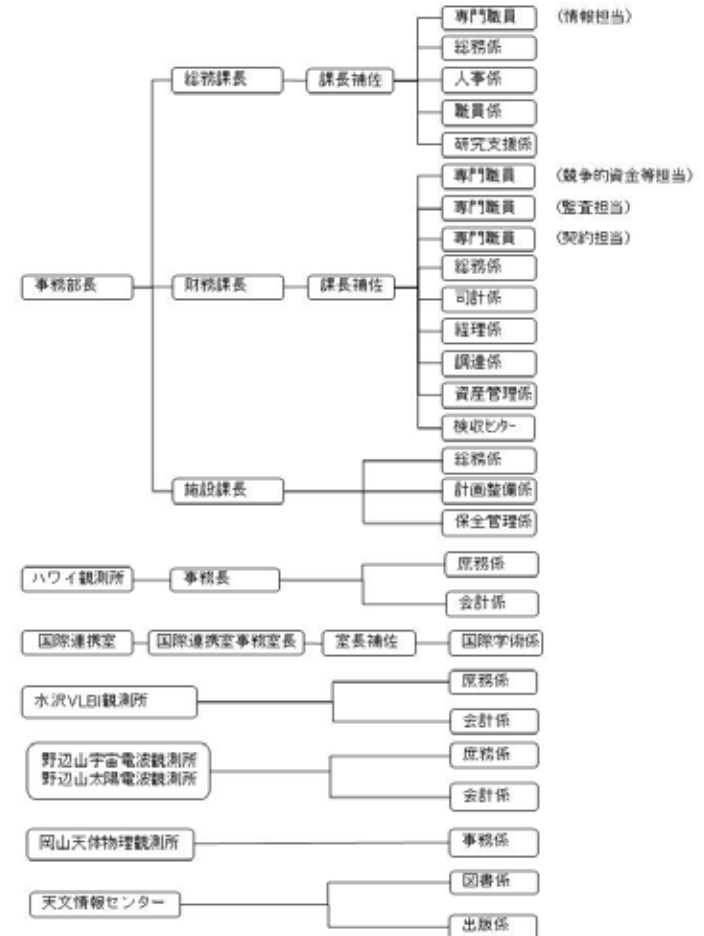 専門職員 (情報担当)
総務係
総務課長 課長補佐 人事係
職員係
研究支援係
専門職員 (競争的資金等担当)
専門職員 (監査担当)
専門職員 (契約担当)
総務係
事務部長 財務課長 課長補佐
司計係
経理係
調達係
資産管理係
検収センター
総務係
施設課長 計画整備係
保全管理係
庶務係
ハワイ観測所 事務長
会計係
国際連携室 国際連携室事務室長 室長補佐 国際学術係
庶務係
水沢VLBI観測所
会計係
庶務係
野辺山宇宙電波観測所
野辺山太陽電波観測所
会計係
岡山天体物理観測所 事務係
図書係
天文情報センター
出版係